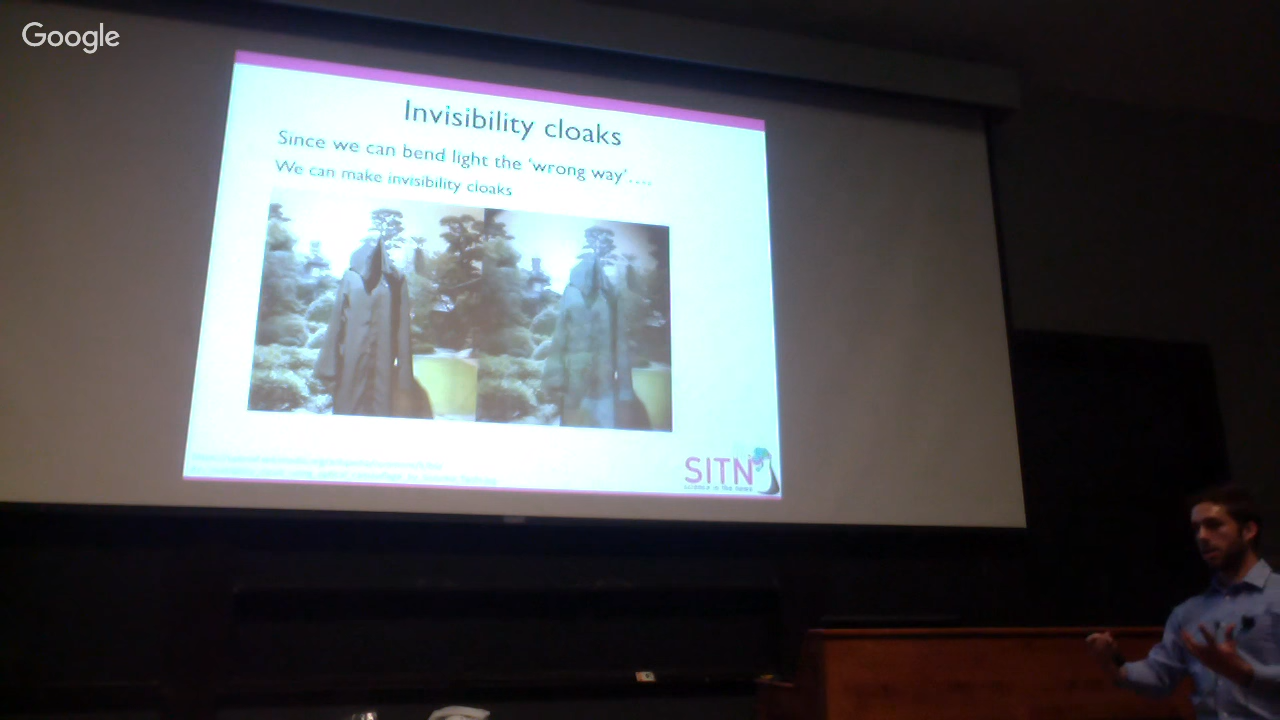 Google
Invisibility cloaks
Since we can bend light the 'wrong way'....
We can make invisibility cloaks
SITN